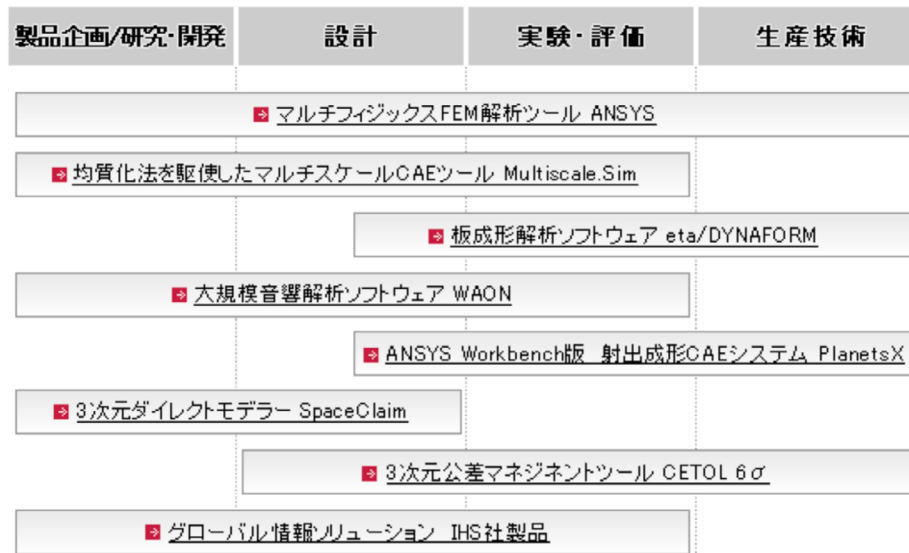 製品企画/研究・開発 設計 実験・評価 生産技術
マルチフィジックスFEM解析ツール ANSYS
均質化法を駆使したマルチスケールCAEツール Multiscale.Sim
板成形解析ソフトウェア eta/DYNAFORM
大規模音響解析ソフトウェア WAON
ANSYS Workbench版 射出成形CAEシステム PlanetsX
3次元ダイレクトモデラー SpaceClaim
3次元公差マネジネントツール CETOL 6σ
グローバル情報ソリューション IHS社製品